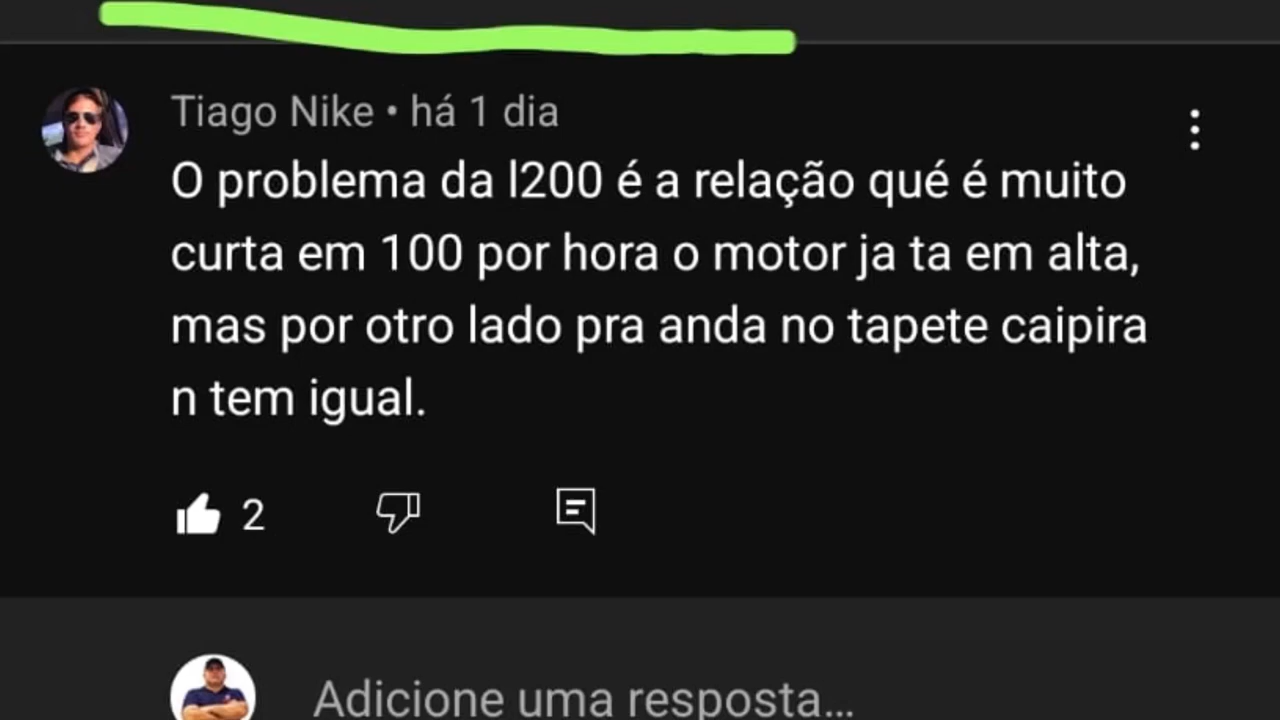 Tiago Nike • há 1 dia
O problema da l200 é a relação qué é muito
curta em 100 por hora o motor ja ta em alta,
mas por otro lado pra anda no tapete caipira
n tem igual.
2
Adicione uma resposta...